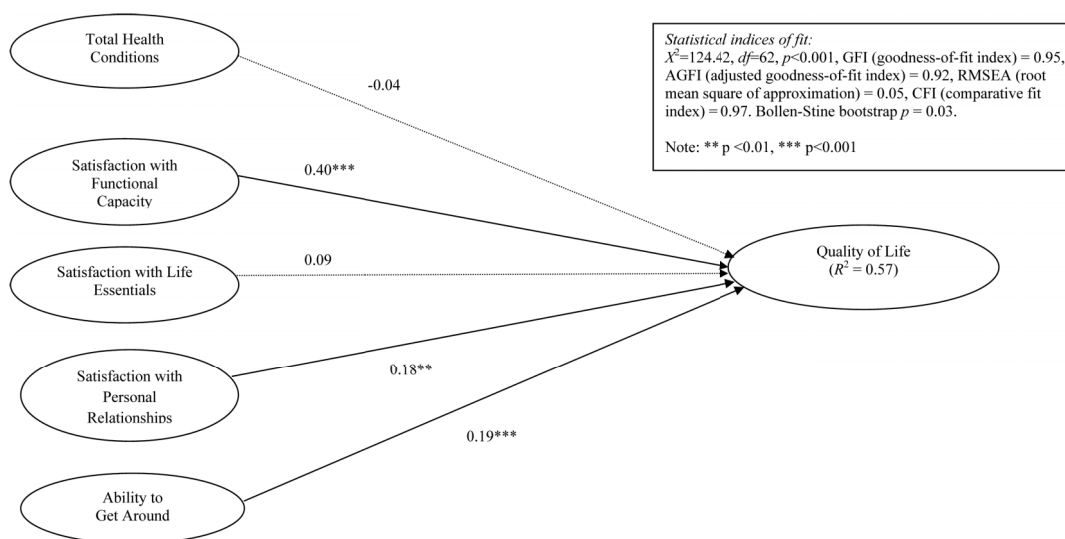 Total Health
Conditions
Statistical indices of fit:
X²=124.42, df=62, p<0.001, GFI (goodness-of-fit index) = 0.95,
AGFI (adjusted goodness-of-fit index) = 0.92, RMSEA (root
mean square of approximation) = 0.05, CFI (comparative fit
index) = 0.97. Bollen-Stine bootstrap p = 0.03.
Note: ** p <0.01, *** p<0.001
-0.04
Satisfaction with
Functional
Capacity
0.40***
Satisfaction with Life
Essentials
0.09
Quality of Life
(R² = 0.57)
Satisfaction with
Personal
Relationships
0.18**
0.19***
Ability to
Get Around